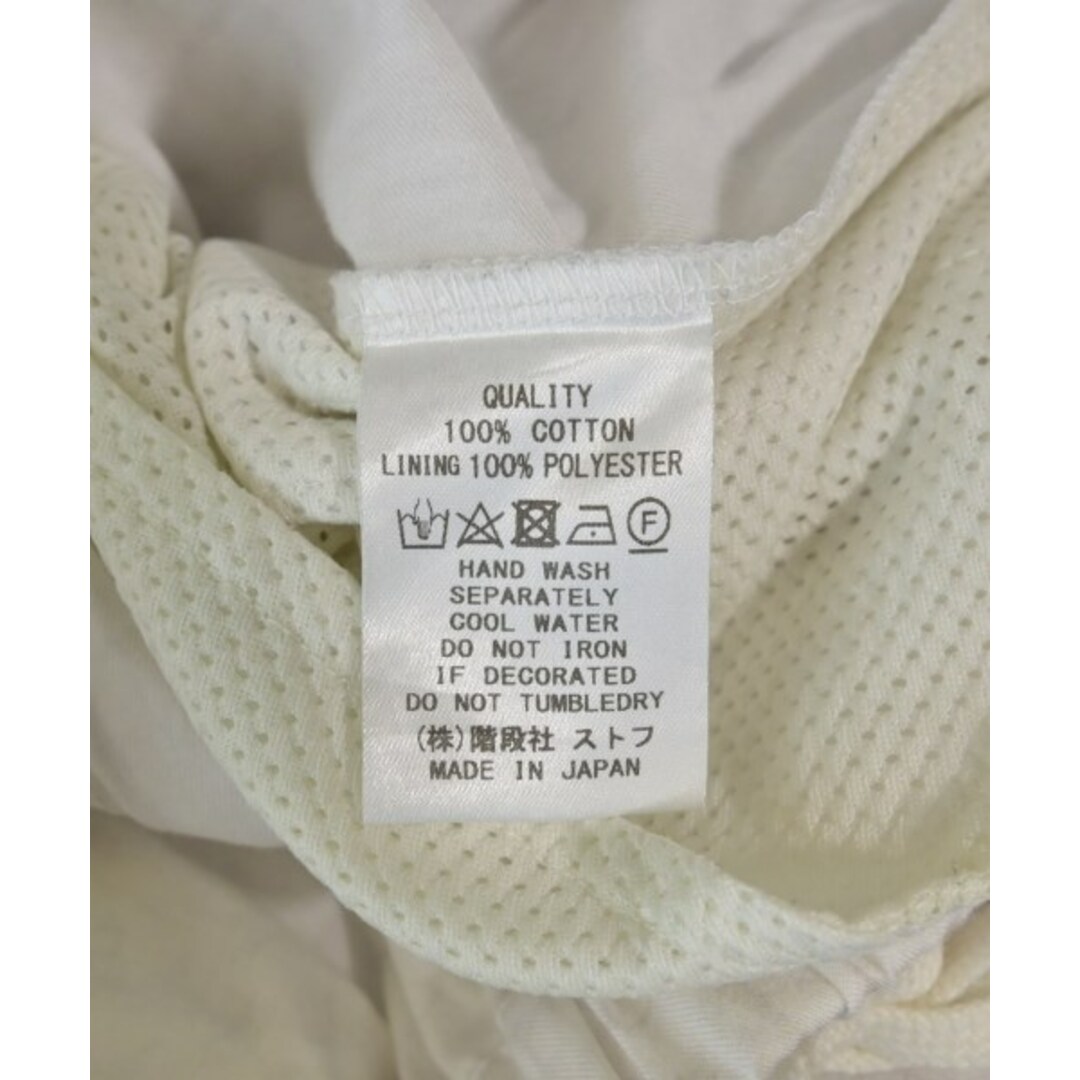 QUALITY
100% COTTON
LINING 100% POLYESTER
F
HAND WASH
SEPARATELY
COOL WATER
DO NOT IRON
IF DECORATED
DO NOT TUMBLEDRY
(株)階段社 ストフ
MADE IN JAPAN